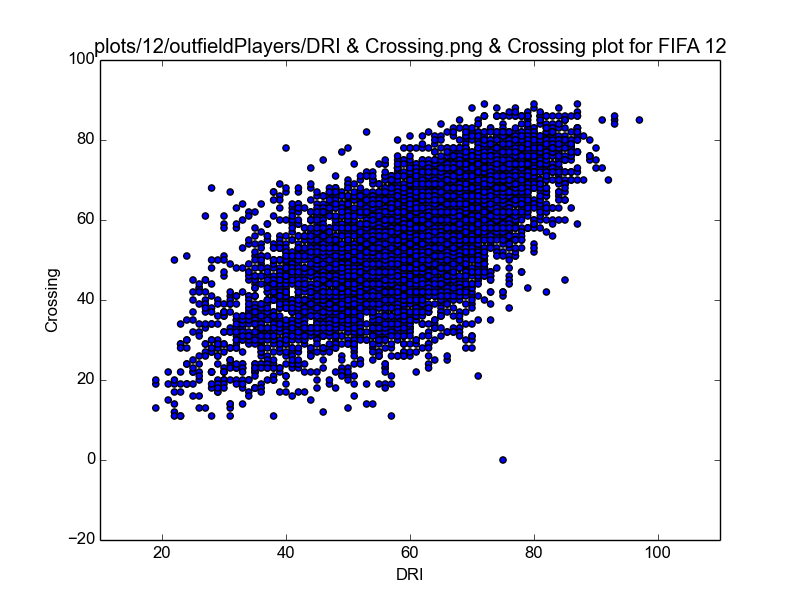 plots/12/outfieldPlayers/DRI & Crossing.png & Crossing plot for FIFA 12
100
80
60
40
20
0
−20
Crossing
20 40 60 80 100
DRI